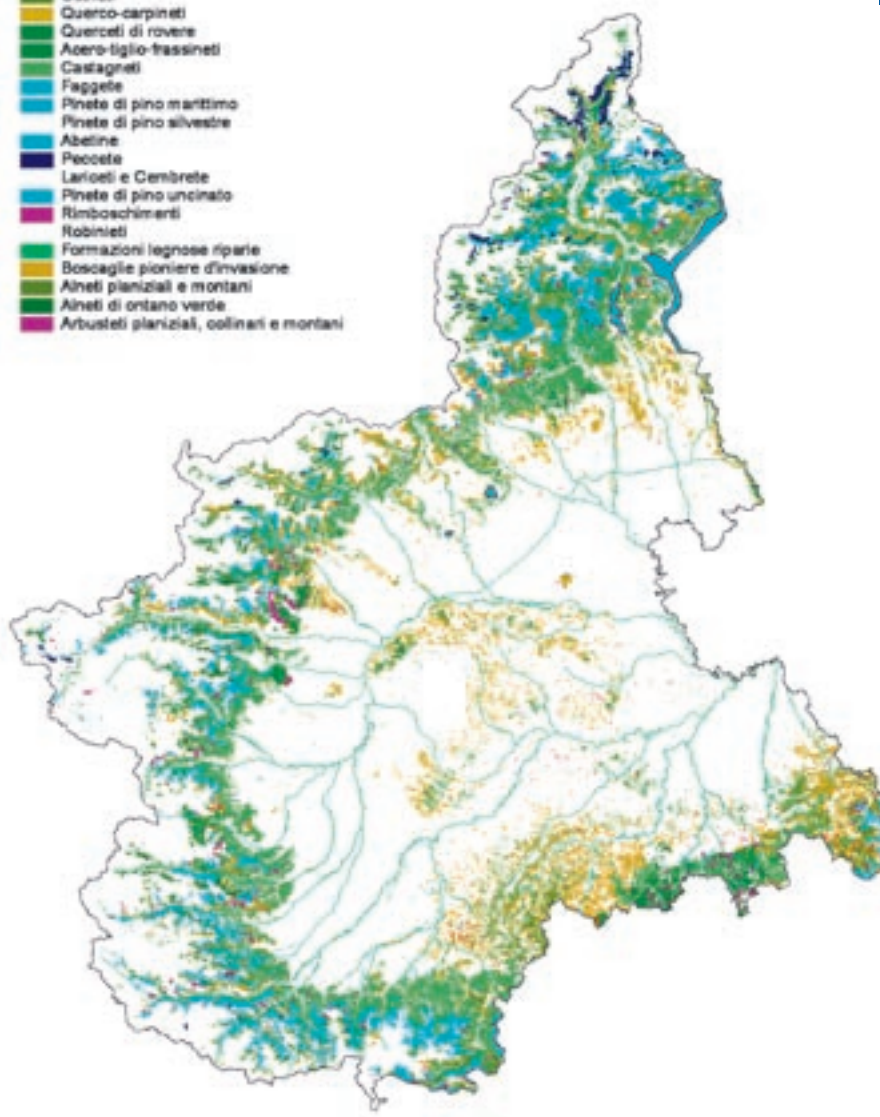 Querco-carpineti
Querceti di rovere
Acero-tiglio-frassineti
Castagneti
Faggete
Pinete di pino marittimo
Pinete di pino silvestre
Abetine
Peccete
Lariceti e Cembrete
Pinete di pino uncinato
Rimboschimenti
Robinieti
Formazioni legnose riparie
Boscaglie pioniere d'invasione
Alneti planiziali e montani
Alneti di ontano verde
Arbusteti planiziali, collinari e montani